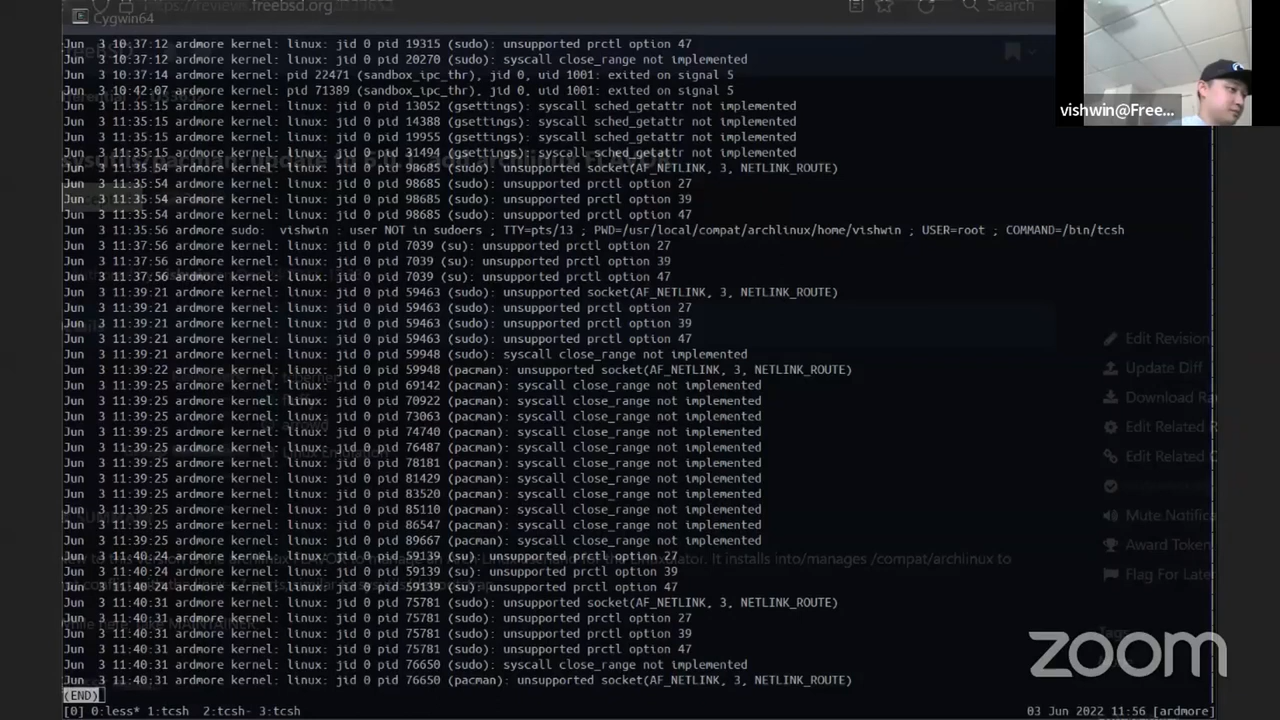 https://reviews.freebsd.org
Search
Cygwin64
Jun  3 10:37:12 ardmore kernel: linux: jid 0 pid 19315 (sudo): unsupported prctl option 47
Jun  3 10:37:12 ardmore kernel: linux: jid 0 pid 20270 (sudo): syscall close_range not implemented
Jun  3 10:37:14 ardmore kernel: pid 22471 (sandbox_ipc_thr), jid 0, uid 1001: exited on signal 5
Jun  3 10:42:07 ardmore kernel: pid 71389 (sandbox_ipc_thr), jid 0, uid 1001: exited on signal 5
Jun  3 11:35:15 ardmore kernel: linux: jid 0 pid 13052 (gsettings): syscall sched_getattr not implemented
Jun  3 11:35:15 ardmore kernel: linux: jid 0 pid 14388 (gsettings): syscall sched_getattr not implemented
Jun  3 11:35:15 ardmore kernel: linux: jid 0 pid 19955 (gsettings): syscall sched_getattr not implemented
Jun  3 11:35:15 ardmore kernel: linux: jid 0 pid 31494 (gsettings): syscall sched_getattr not implemented
Jun  3 11:35:54 ardmore kernel: linux: jid 0 pid 98685 (sudo): unsupported socket(AF_NETLINK, 3, NETLINK_ROUTE)
Jun  3 11:35:54 ardmore kernel: linux: jid 0 pid 98685 (sudo): unsupported prctl option 27
Jun  3 11:35:54 ardmore kernel: linux: jid 0 pid 98685 (sudo): unsupported prctl option 39
Jun  3 11:35:54 ardmore kernel: linux: jid 0 pid 98685 (sudo): unsupported prctl option 47
Jun  3 11:35:56 ardmore sudo:  vishwin : user NOT in sudoers ; TTY=pts/13 ; PWD=/usr/local/compat/archlinux/home/vishwin ; USER=root ; COMMAND=/bin/tcsh
Jun  3 11:37:56 ardmore kernel: linux: jid 0 pid 7039 (su): unsupported prctl option 27
Jun  3 11:37:56 ardmore kernel: linux: jid 0 pid 7039 (su): unsupported prctl option 39
Jun  3 11:37:56 ardmore kernel: linux: jid 0 pid 7039 (su): unsupported prctl option 47
Jun  3 11:39:21 ardmore kernel: linux: jid 0 pid 59463 (sudo): unsupported socket(AF_NETLINK, 3, NETLINK_ROUTE)
Jun  3 11:39:21 ardmore kernel: linux: jid 0 pid 59463 (sudo): unsupported prctl option 27
Jun  3 11:39:21 ardmore kernel: linux: jid 0 pid 59463 (sudo): unsupported prctl option 39
Jun  3 11:39:21 ardmore kernel: linux: jid 0 pid 59463 (sudo): unsupported prctl option 47
Jun  3 11:39:21 ardmore kernel: linux: jid 0 pid 59948 (sudo): syscall close_range not implemented
Jun  3 11:39:22 ardmore kernel: linux: jid 0 pid 59948 (pacman): unsupported socket(AF_NETLINK, 3, NETLINK_ROUTE)
Jun  3 11:39:25 ardmore kernel: linux: jid 0 pid 69142 (pacman): syscall close_range not implemented
Jun  3 11:39:25 ardmore kernel: linux: jid 0 pid 70922 (pacman): syscall close_range not implemented
Jun  3 11:39:25 ardmore kernel: linux: jid 0 pid 73063 (pacman): syscall close_range not implemented
Jun  3 11:39:25 ardmore kernel: linux: jid 0 pid 74740 (pacman): syscall close_range not implemented
Jun  3 11:39:25 ardmore kernel: linux: jid 0 pid 76487 (pacman): syscall close_range not implemented
Jun  3 11:39:25 ardmore kernel: linux: jid 0 pid 78181 (pacman): syscall close_range not implemented
Jun  3 11:39:25 ardmore kernel: linux: jid 0 pid 81429 (pacman): syscall close_range not implemented
Jun  3 11:39:25 ardmore kernel: linux: jid 0 pid 83520 (pacman): syscall close_range not implemented
Jun  3 11:39:25 ardmore kernel: linux: jid 0 pid 85110 (pacman): syscall close_range not implemented
Jun  3 11:39:25 ardmore kernel: linux: jid 0 pid 86547 (pacman): syscall close_range not implemented
Jun  3 11:39:25 ardmore kernel: linux: jid 0 pid 89667 (pacman): syscall close_range not implemented
Jun  3 11:40:24 ardmore kernel: linux: jid 0 pid 59139 (su): unsupported prctl option 27
Jun  3 11:40:24 ardmore kernel: linux: jid 0 pid 59139 (su): unsupported prctl option 39
Jun  3 11:40:24 ardmore kernel: linux: jid 0 pid 59139 (su): unsupported prctl option 47
Jun  3 11:40:31 ardmore kernel: linux: jid 0 pid 75781 (sudo): unsupported socket(AF_NETLINK, 3, NETLINK_ROUTE)
Jun  3 11:40:31 ardmore kernel: linux: jid 0 pid 75781 (sudo): unsupported prctl option 27
Jun  3 11:40:31 ardmore kernel: linux: jid 0 pid 75781 (sudo): unsupported prctl option 39
Jun  3 11:40:31 ardmore kernel: linux: jid 0 pid 75781 (sudo): unsupported prctl option 47
Jun  3 11:40:31 ardmore kernel: linux: jid 0 pid 76650 (sudo): syscall close_range not implemented
Jun  3 11:40:31 ardmore kernel: linux: jid 0 pid 76650 (pacman): unsupported socket(AF_NETLINK, 3, NETLINK_ROUTE)
(END)
[0] 0:less* 1:tcsh  2:tcsh- 3:tcsh
03 Jun 2022 11:56 [ardmore]
vishwin@Free...
Edit Revision
Update Diff
Download Ra
Edit Related R
Edit Related C
Mute Notifica
Award Token
Flag For Late
Linux Emulation
It installs into/manages /compat/archlinux to
zoom